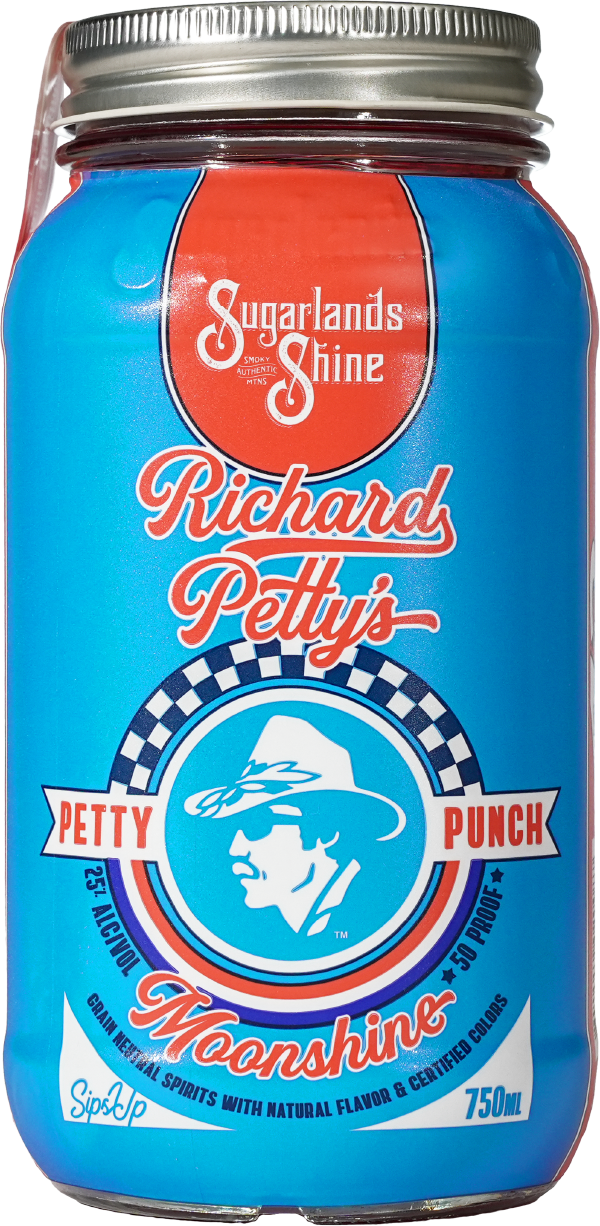 Sugarlands
Shine
SMOKY
AUTHENTIC
MTNS
Richard
Petty's
PETTY PUNCH
25% ALC/VOL
★ 50 PROOF ★
Moonshine
GRAIN NEUTRAL SPIRITS WITH NATURAL FLAVOR & CERTIFIED COLORS
SipsUp
750ML
TM